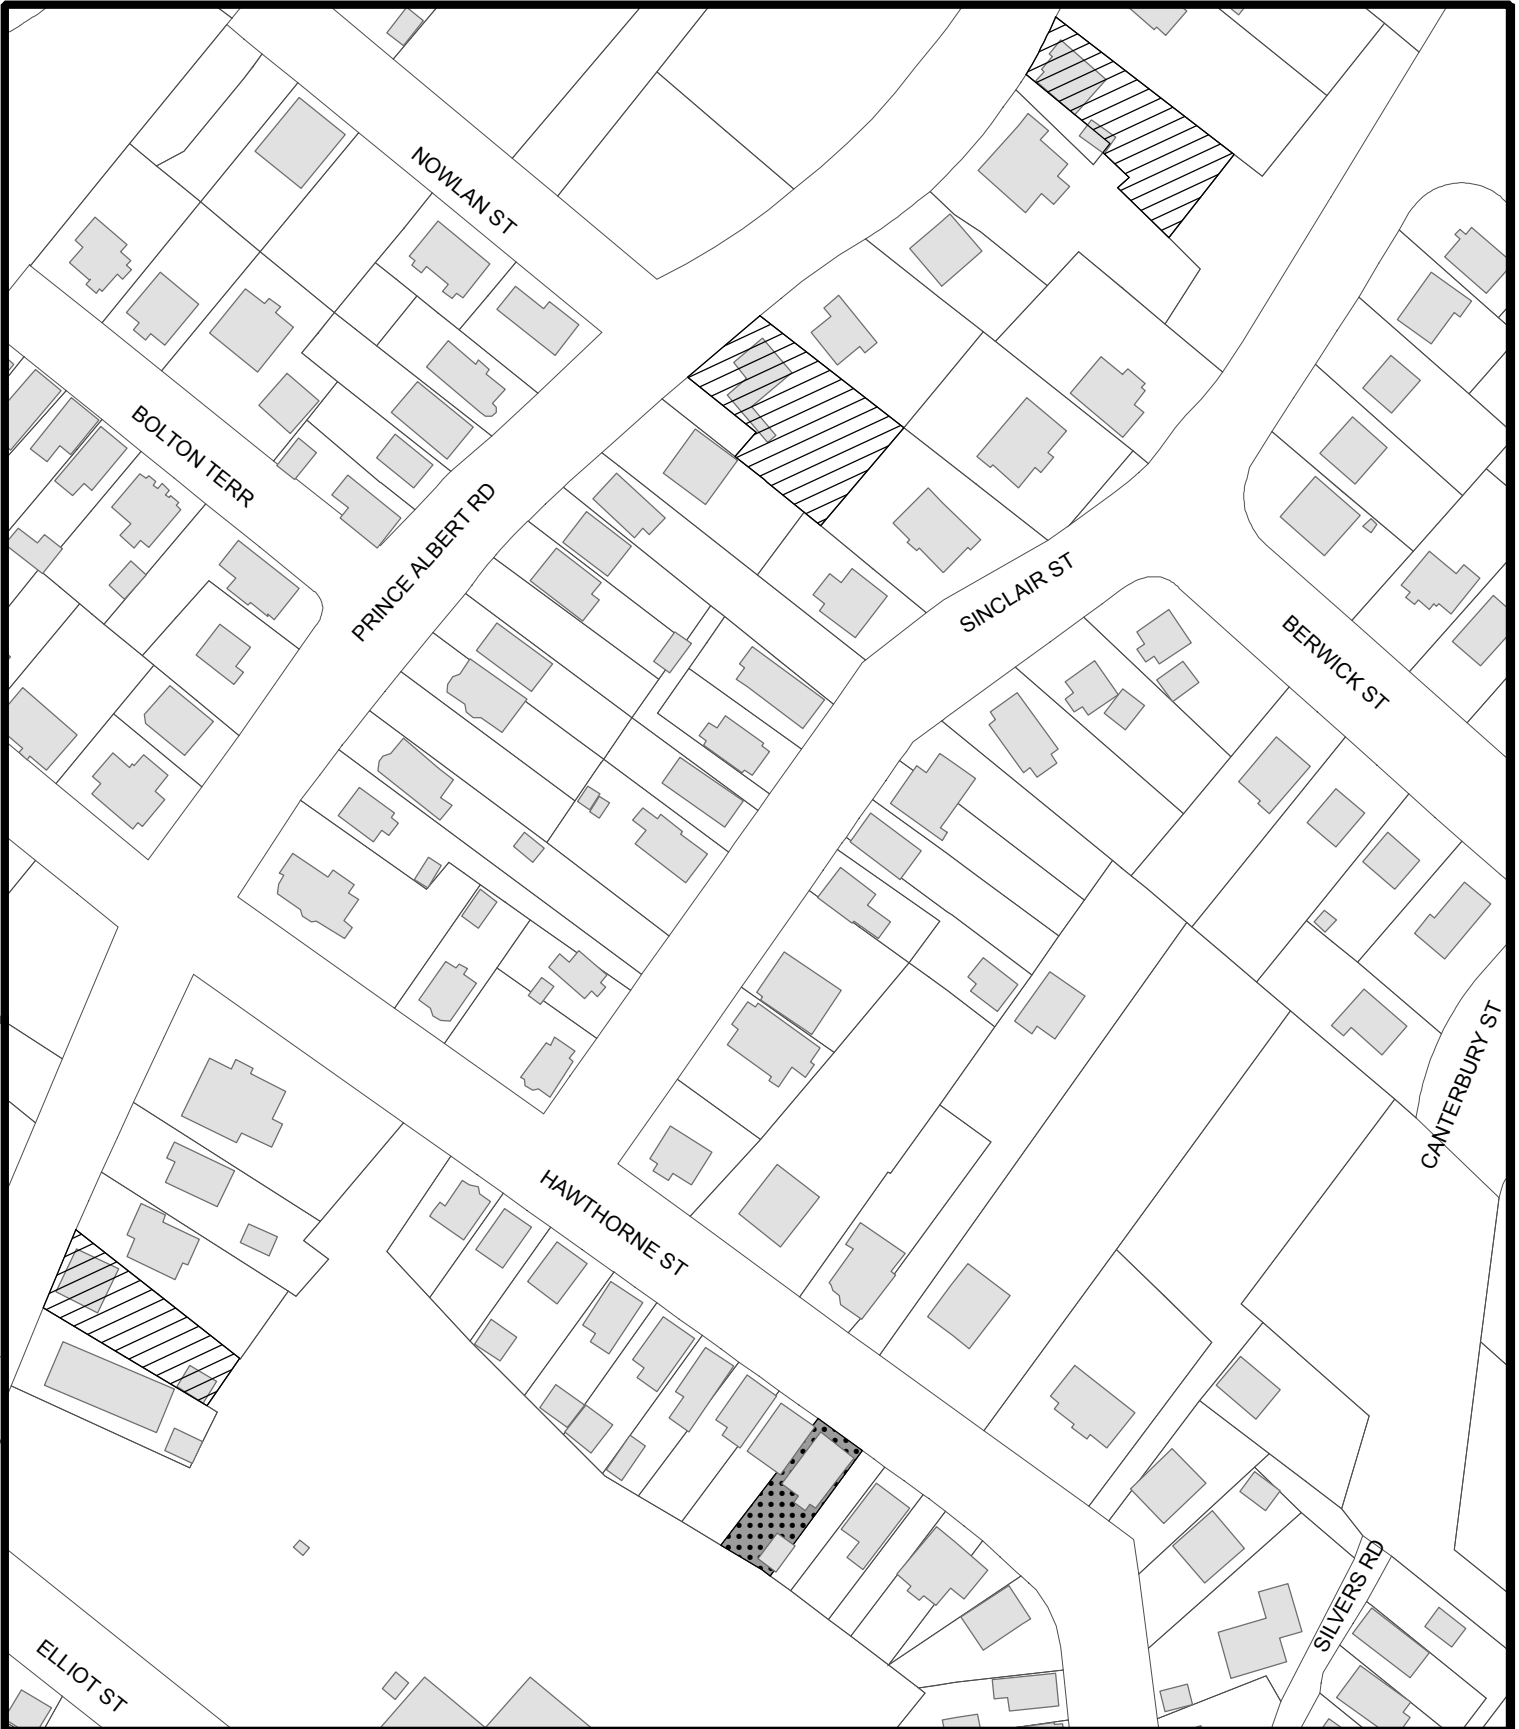 NOWLAN ST
BOLTON TERR
PRINCE ALBERT RD
SINCLAIR ST
BERWICK ST
CANTERBURY ST
HAWTHORNE ST
SILVERS RD
ELLIOT ST